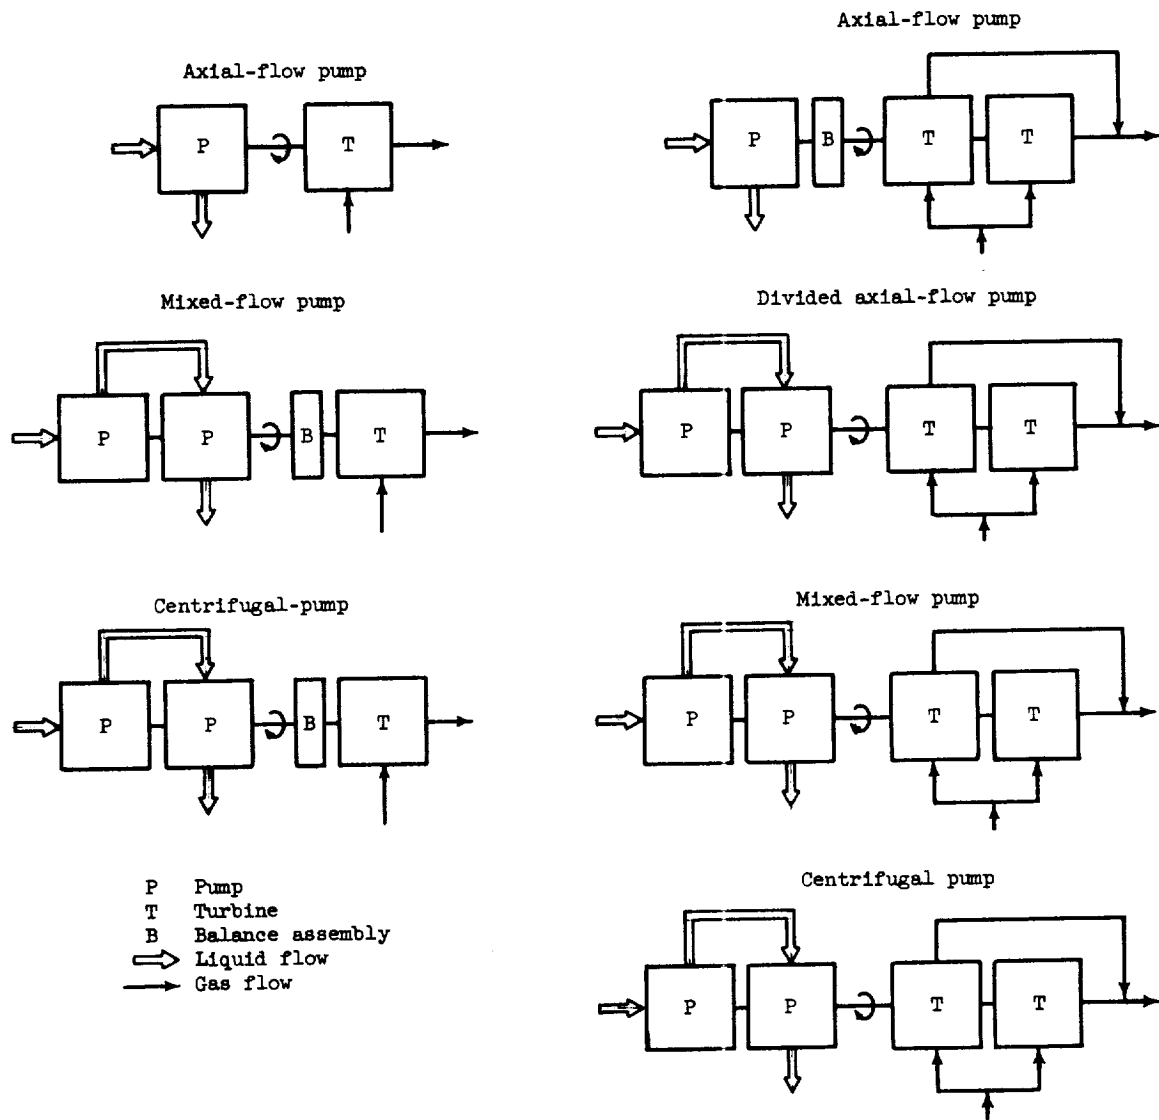 Axial-flow pump
P T
Mixed-flow pump
P P B T
Centrifugal-pump
P P B T
P Pump
T Turbine
B Balance assembly
Liquid flow
Gas flow
Axial-flow pump
P B T T
Divided axial-flow pump
P P T T
Mixed-flow pump
P P T T
Centrifugal pump
P P T T